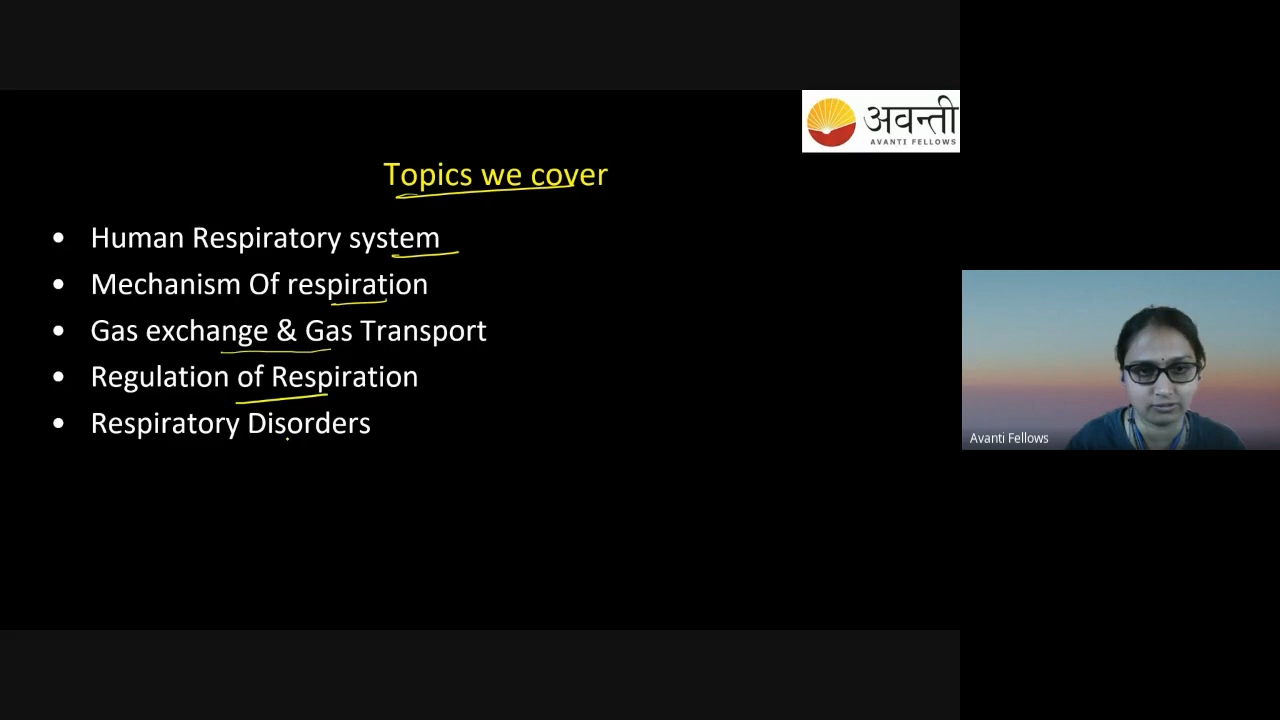 अवन्ती
AVANTI FELLOWS
Topics we cover
• Human Respiratory system
• Mechanism Of respiration
• Gas exchange & Gas Transport
• Regulation of Respiration
• Respiratory Disorders
Avanti Fellows